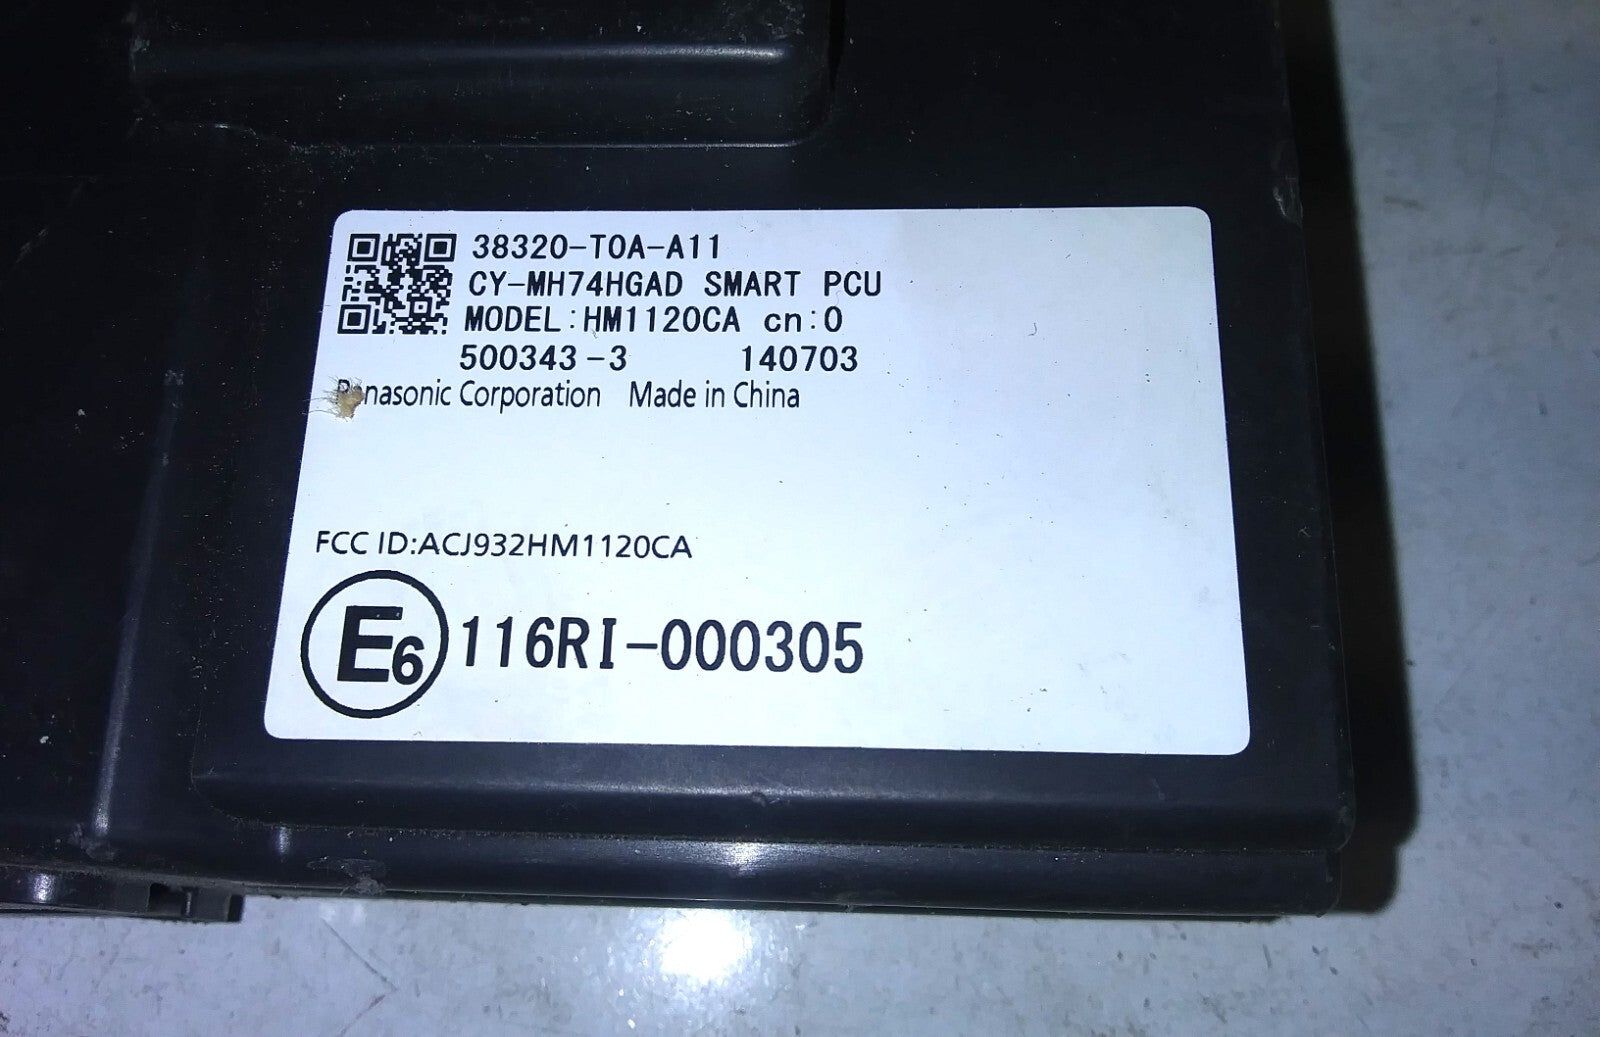 38320-T0A-A11
CY-MH74HGAD SMART PCU
MODEL:HM1120CA cn:0
500343-3 140703
Panasonic Corporation Made in China
FCC ID:ACJ932HM1120CA
E6 116RI-000305